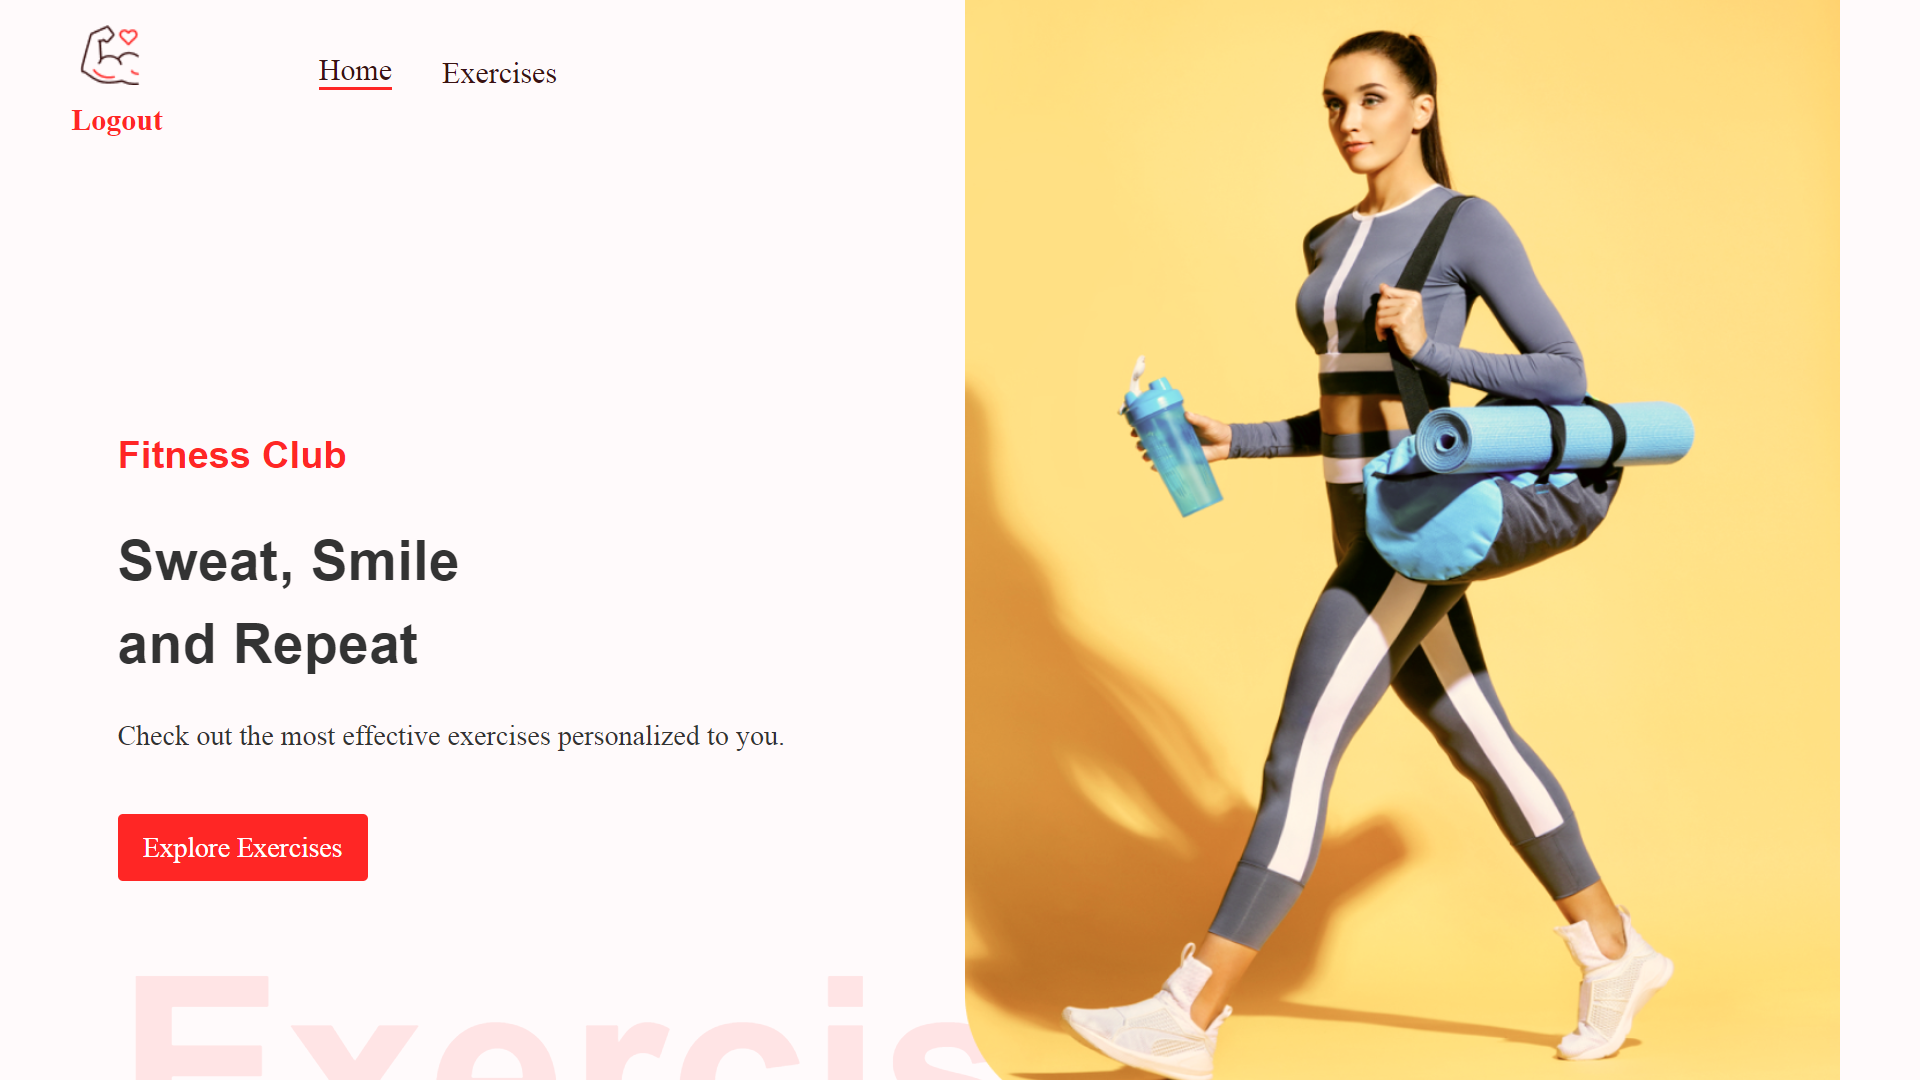 Home
Exercises
Logout
Fitness Club
Sweat, Smile
and Repeat
Check out the most effective exercises personalized to you.
Explore Exercises
Exercis